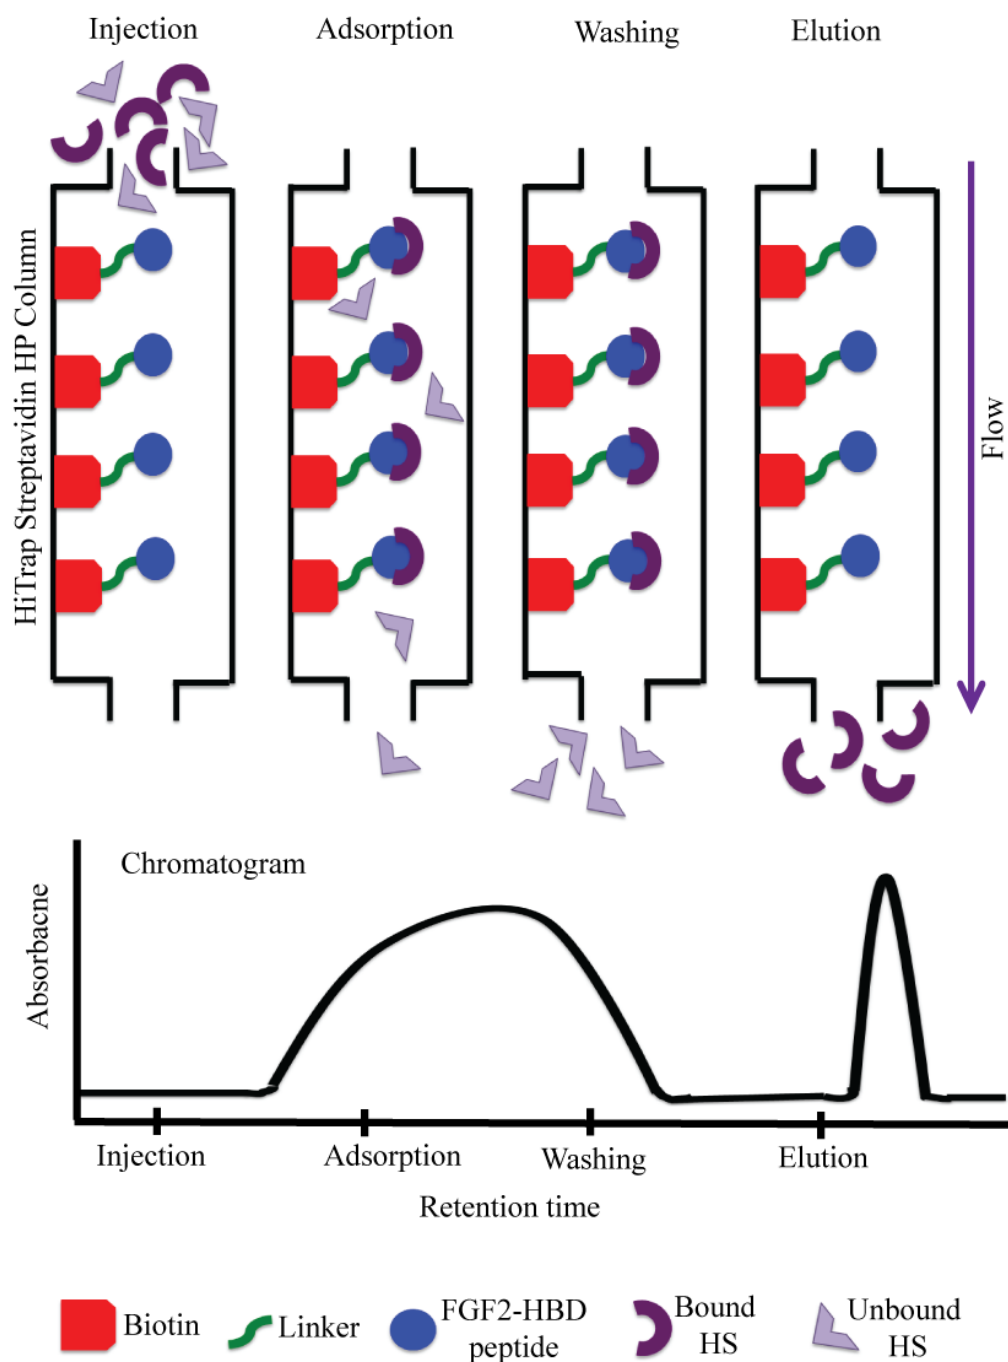 Injection
Adsorption
Washing
Elution
HiTrap Streptavidin HP Column
Flow
Chromatogram
Absorbacne
Injection
Adsorption
Washing
Elution
Retention time
Biotin
Linker
FGF2-HBD
peptide
Bound
HS
Unbound
HS